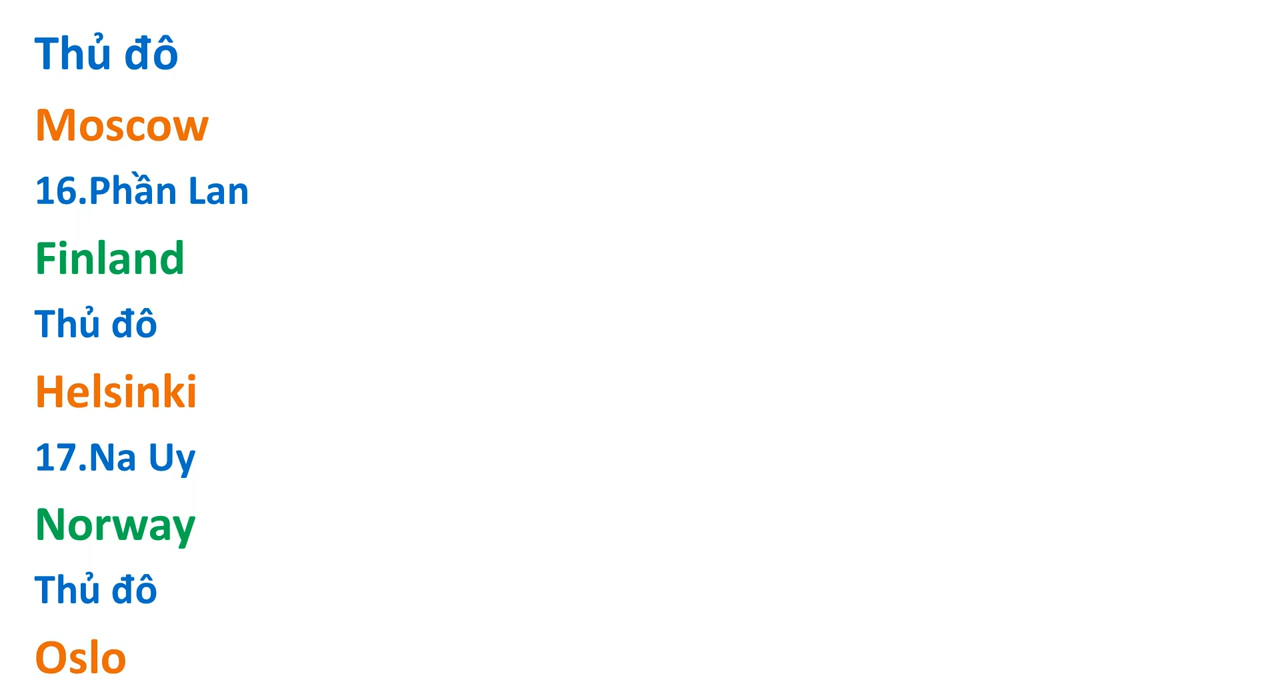 Thủ đô
Moscow
16.Phần Lan
Finland
Thủ đô
Helsinki
17.Na Uy
Norway
Thủ đô
Oslo